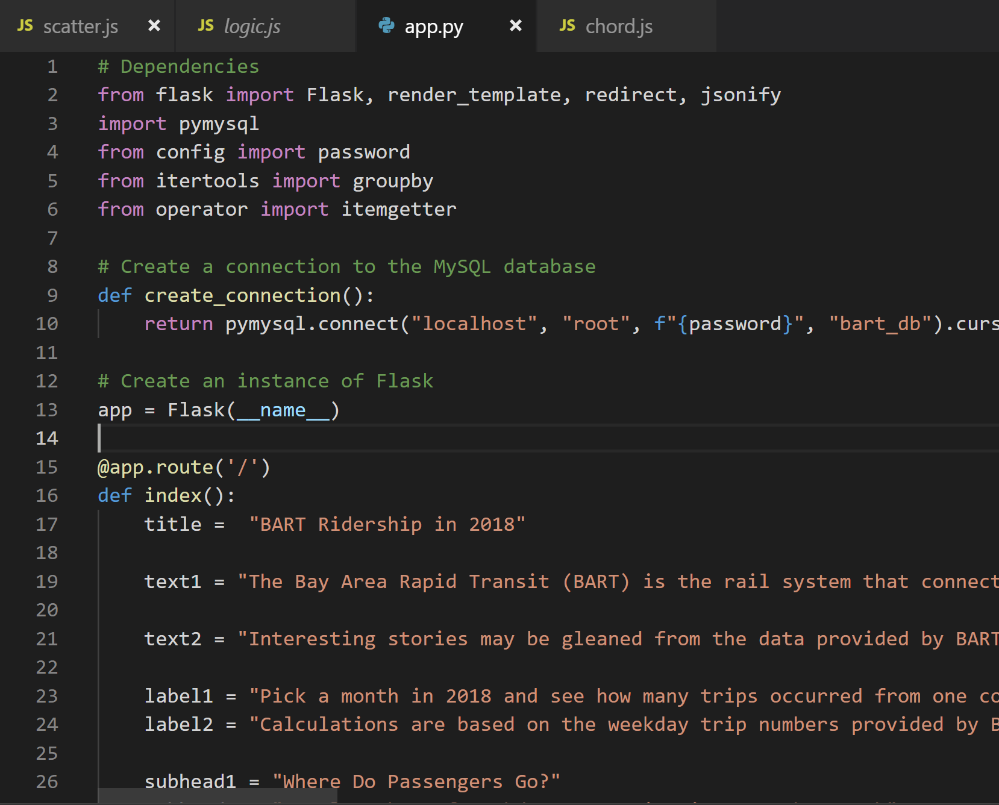 JS scatter.js × JS logic.js app.py × JS chord.js
1 # Dependencies
2 from flask import Flask, render_template, redirect, jsonify
3 import pymysql
4 from config import password
5 from itertools import groupby
6 from operator import itemgetter
7
8 # Create a connection to the MySQL database
9 def create_connection():
10     return pymysql.connect("localhost", "root", f"{password}", "bart_db").curs
11
12 # Create an instance of Flask
13 app = Flask(__name__)
14
15 @app.route('/')
16 def index():
17     title =  "BART Ridership in 2018"
18
19     text1 = "The Bay Area Rapid Transit (BART) is the rail system that connect
20
21     text2 = "Interesting stories may be gleaned from the data provided by BART
22
23     label1 = "Pick a month in 2018 and see how many trips occurred from one co
24     label2 = "Calculations are based on the weekday trip numbers provided by B
25
26     subhead1 = "Where Do Passengers Go?"